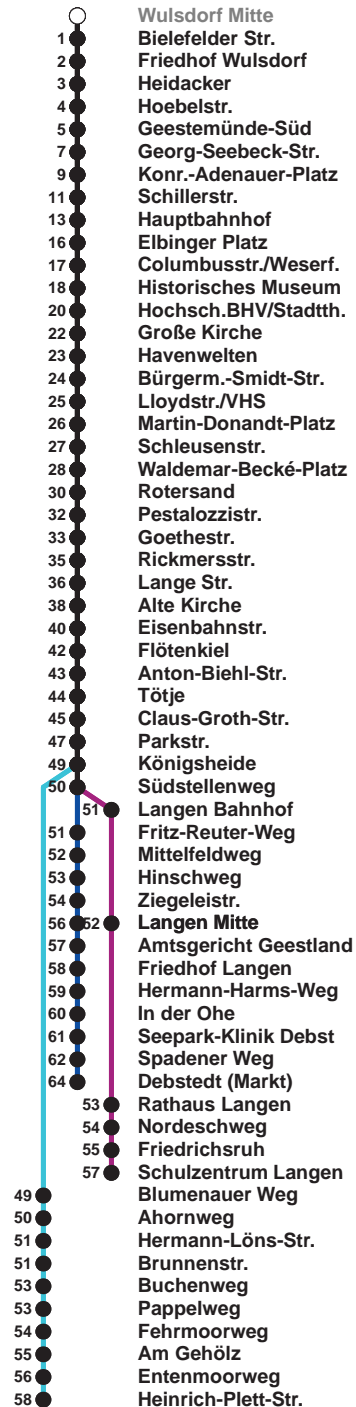 Wulsdorf Mitte
1 Bielefelder Str.
2 Friedhof Wulsdorf
3 Heidacker
4 Hoebelstr.
5 Geestemünde-Süd
7 Georg-Seebeck-Str.
9 Konr.-Adenauer-Platz
11 Schillerstr.
13 Hauptbahnhof
16 Elbinger Platz
17 Columbusstr./Weserf.
18 Historisches Museum
20 Hochsch.BHV/Stadtth.
22 Große Kirche
23 Havenwelten
24 Bürgerm.-Smidt-Str.
25 Lloydstr./VHS
26 Martin-Donandt-Platz
27 Schleusenstr.
28 Waldemar-Becké-Platz
30 Rotersand
32 Pestalozzistr.
33 Goethestr.
35 Rickmersstr.
36 Lange Str.
38 Alte Kirche
40 Eisenbahnstr.
42 Flötenkiel
43 Anton-Biehl-Str.
44 Tötje
45 Claus-Groth-Str.
47 Parkstr.
49 Königsheide
50 Südstellenweg
51 Langen Bahnhof
51 Fritz-Reuter-Weg
52 Mittelfeldweg
53 Hinschweg
54 Ziegeleistr.
56 52 Langen Mitte
57 Amtsgericht Geestland
58 Friedhof Langen
59 Hermann-Harms-Weg
60 In der Ohe
61 Seepark-Klinik Debst
62 Spadener Weg
64 Debstedt (Markt)
53 Rathaus Langen
54 Nordeschweg
55 Friedrichsruh
57 Schulzentrum Langen
49 Blumenauer Weg
50 Ahornweg
51 Hermann-Löns-Str.
51 Brunnenstr.
53 Buchenweg
53 Pappelweg
54 Fehrmoorweg
55 Am Gehölz
56 Entenmoorweg
58 Heinrich-Plett-Str.